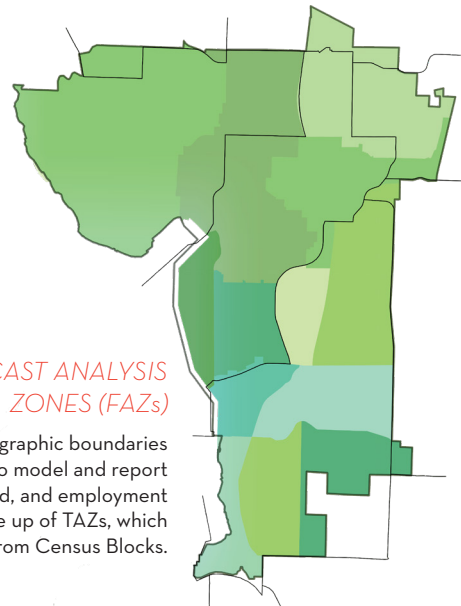 CAST ANALYSIS
ZONES (FAZs)
graphic boundaries
o model and report
d, and employment
e up of TAZs, which
rom Census Blocks.